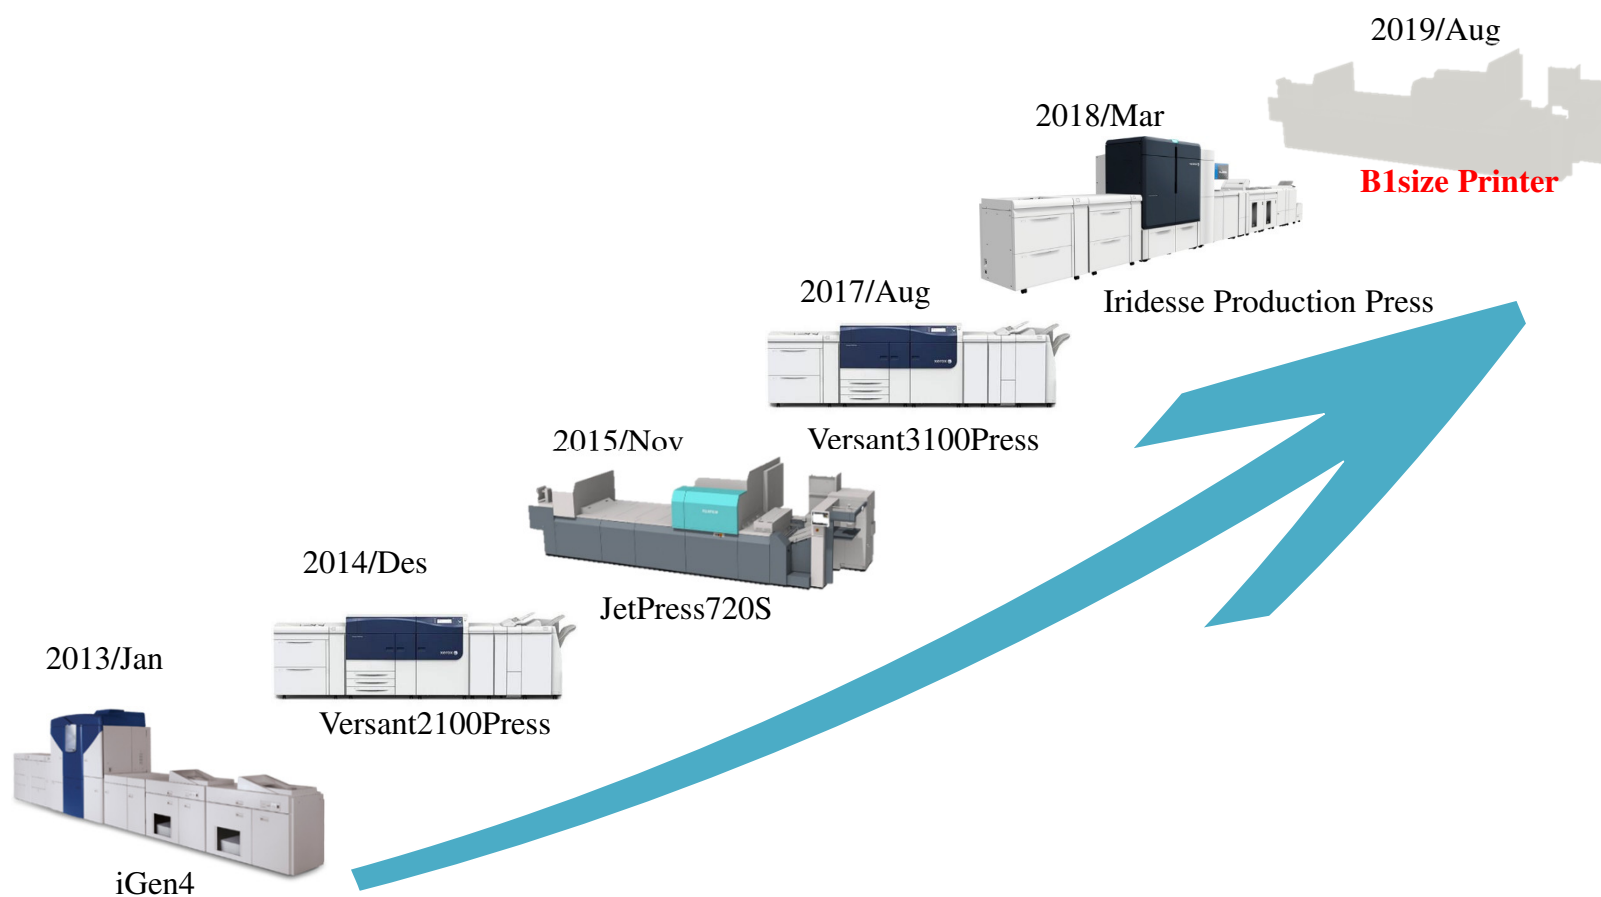 2019/Aug
2018/Mar
B1size Printer
2017/Aug
Iridesse Production Press
2015/Nov
Versant3100Press
2014/Des
JetPress720S
2013/Jan
Versant2100Press
iGen4